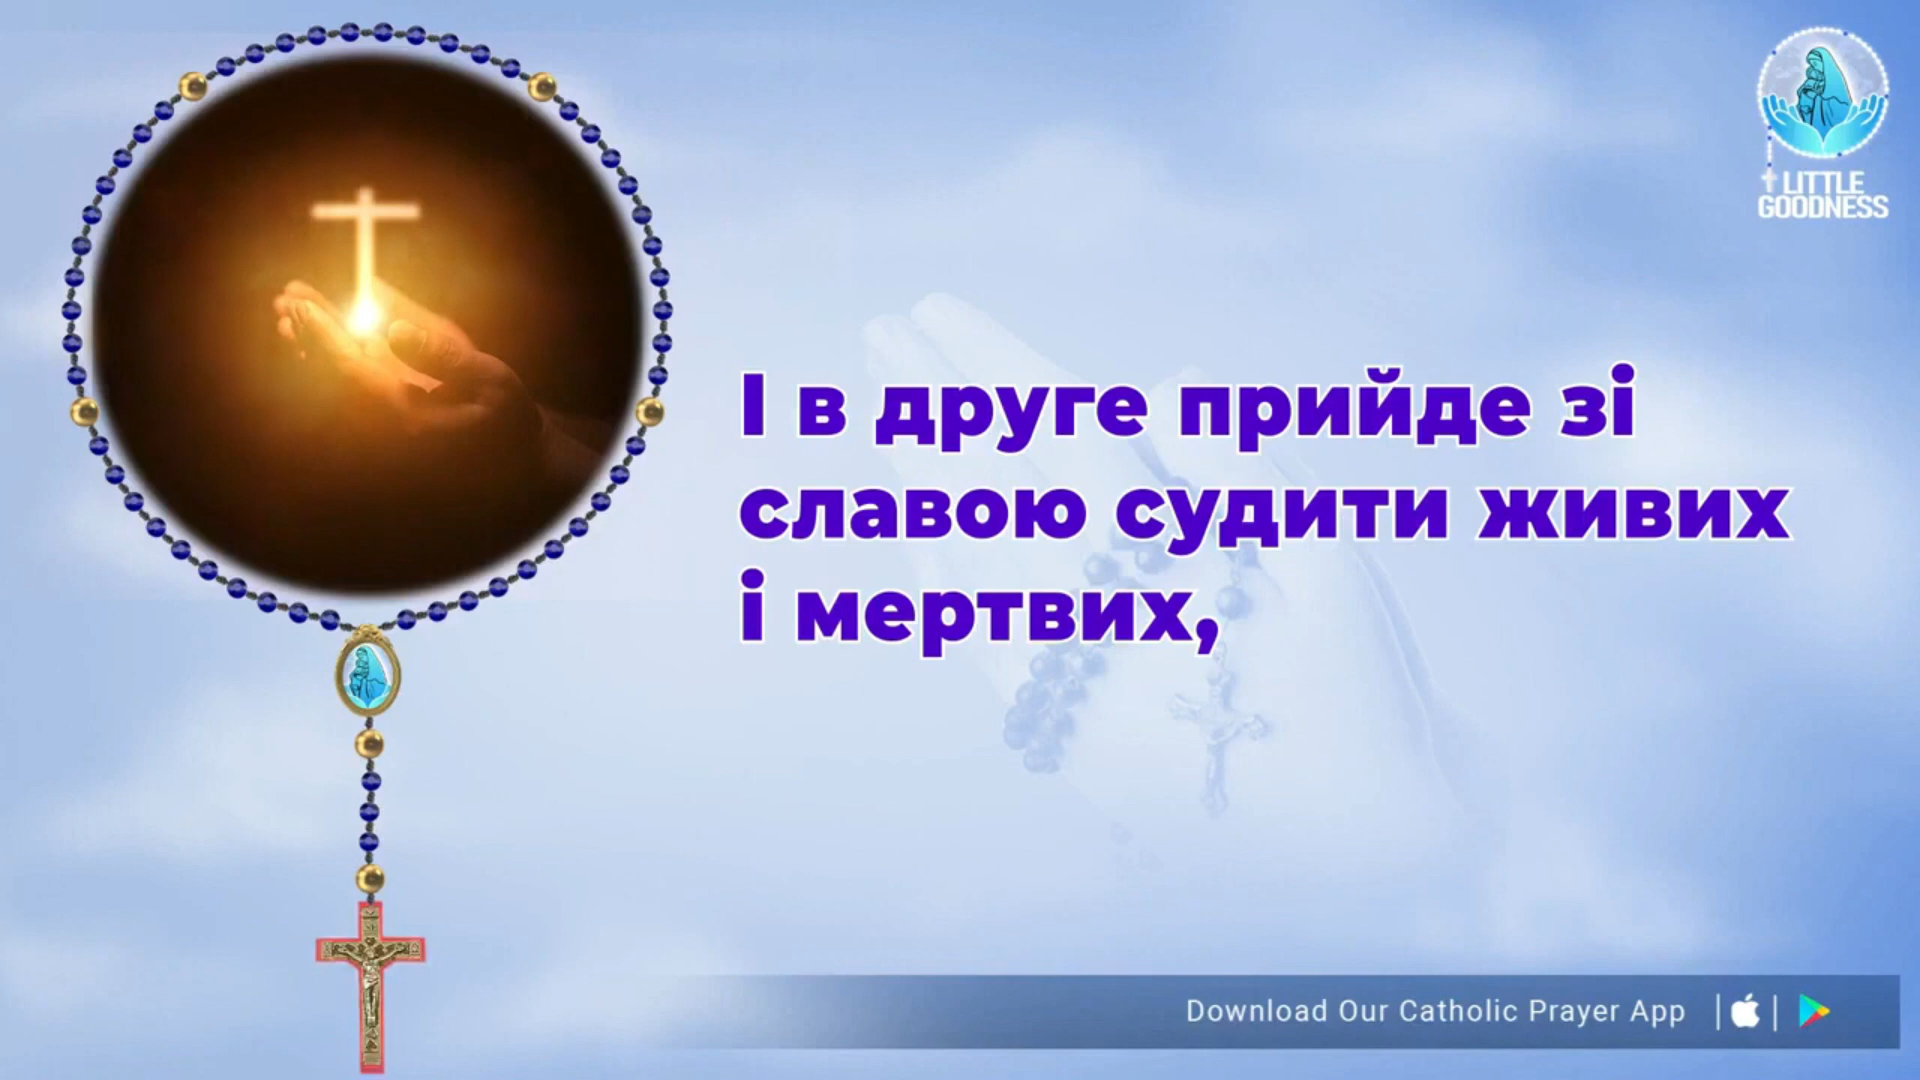 LITTLE
GOODNESS
І в друге прийде зі
славою судити живих
і мертвих,
Download Our Catholic Prayer App